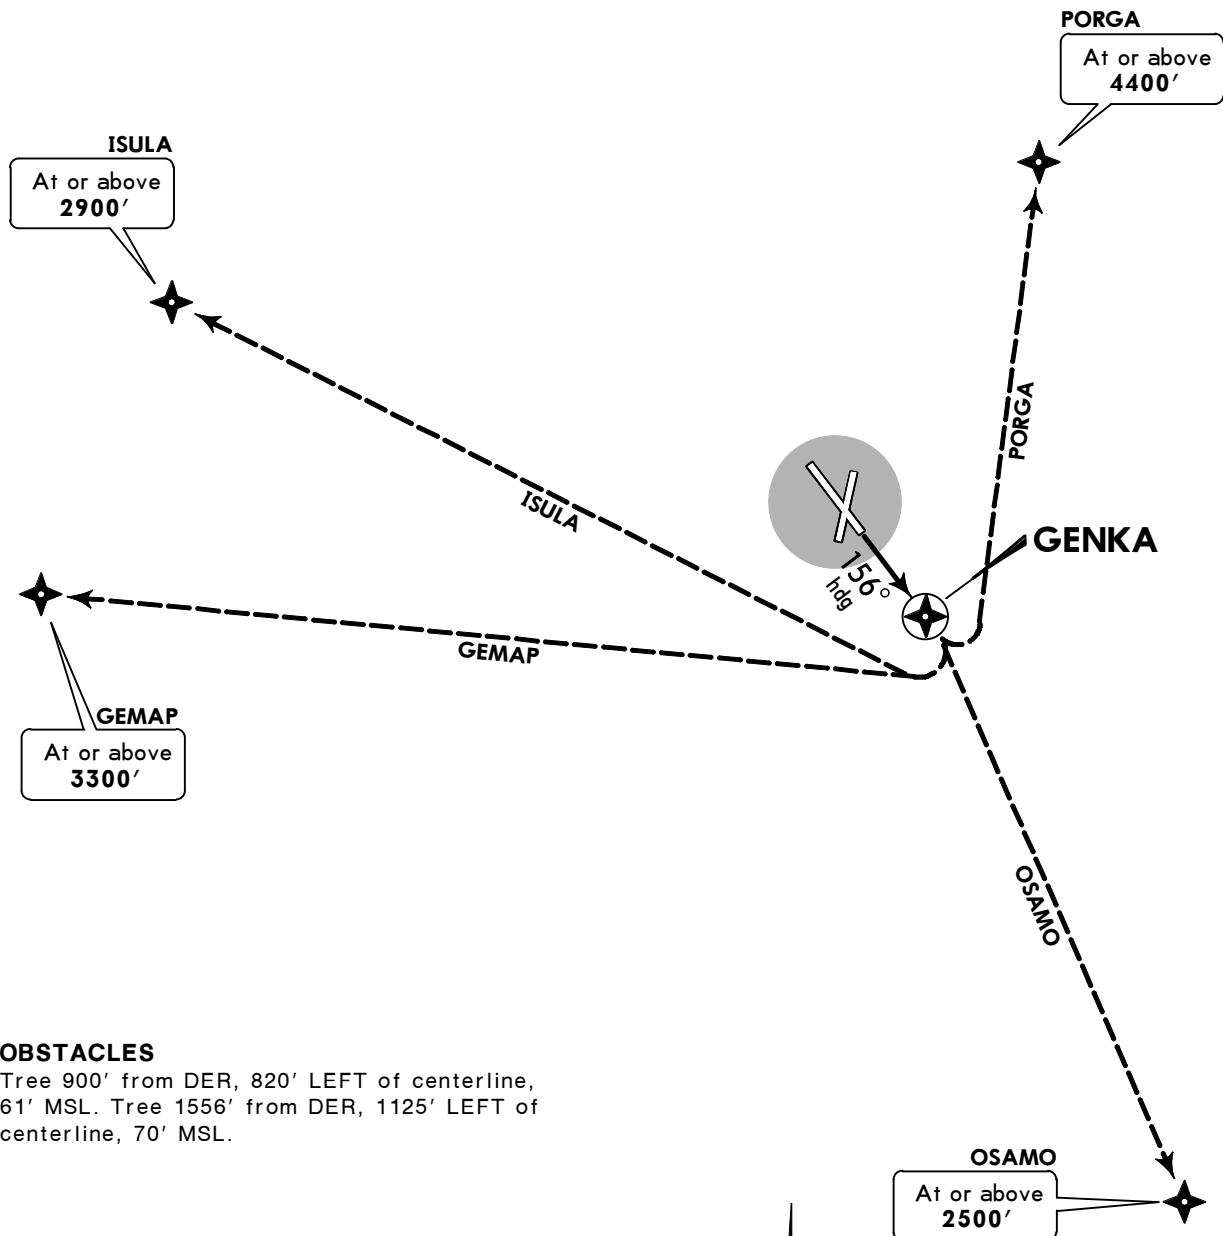 PORGA
At or above
4400′
ISULA
At or above
2900′
PORGA
ISULA
GENKA
156°
hdg
GEMAP
GEMAP
At or above
3300′
OSAMO
OBSTACLES
Tree 900′ from DER, 820′ LEFT of centerline,
61′ MSL. Tree 1556′ from DER, 1125′ LEFT of
centerline, 70′ MSL.
OSAMO
At or above
2500′